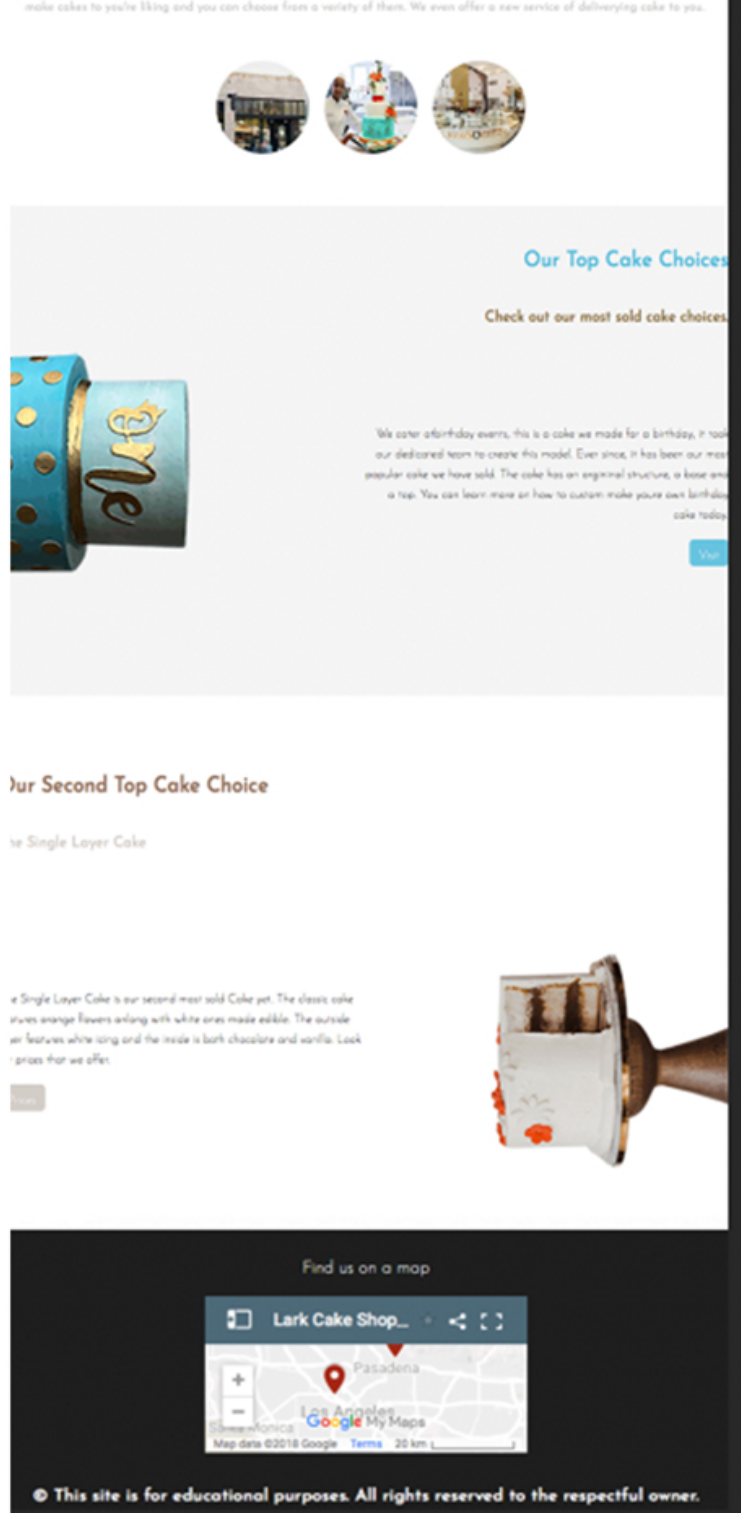 make cakes to you're liking and you can choose from a variety of them. We even offer a new service of deliverying cake to you.
Our Top Cake Choices
Check out our most sold cake choices.
one
We cater atbirthday events, this is a cake we made for a birthday, it took
our dedicared team to create this model. Ever since, it has been our most
popular cake we have sold. The cake has an orgininal structure, a base and
a top. You can learn more on how to custom make youre own birthday
cake today.
Visit
Our Second Top Cake Choice
he Single Layer Cake
e Single Layer Cake is our second most sold Cake yet. The classic cake
atures orange flowers anlong with white ones made edible. The outside
yer features white icing and the inside is both chocolate and vanilla. Look
prices that we offer.
Prices
Find us on a map
Lark Cake Shop...
Pasadena
Los Angeles
Google My Maps
Santa Monica
Map data ©2018 Google Terms 20 km
© This site is for educational purposes. All rights reserved to the respectful owner.